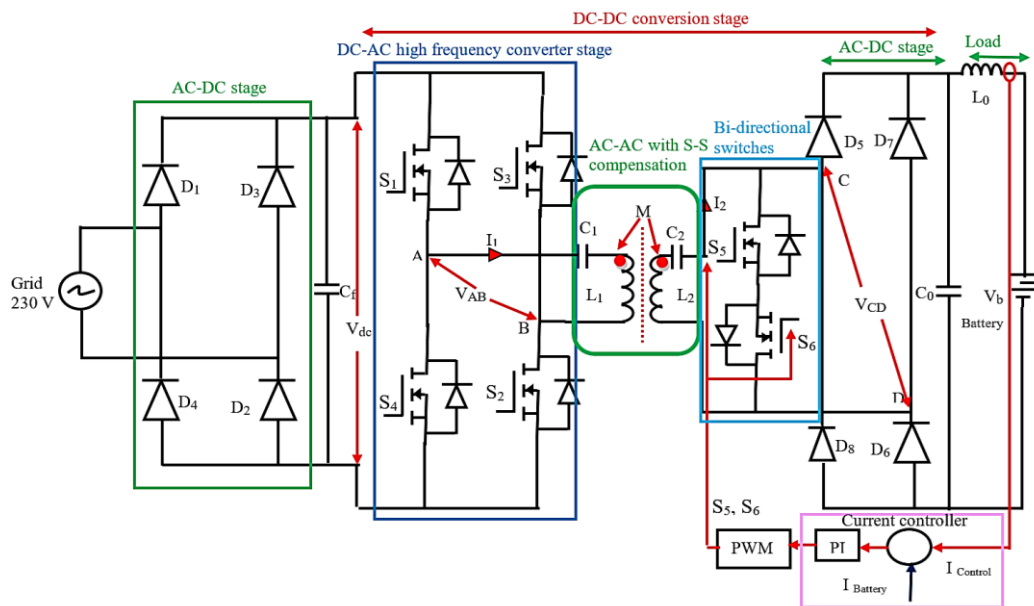 DC-DC conversion stage
DC-AC high frequency converter stage
AC-DC stage
Load
AC-DC stage
L0
Bi-directional
switches
D5
D7
AC-AC with S-S
compensation
D1
D3
S1
S3
C
I2
M
C1
C2
S5
I1
A
Grid
230 V
Cf
VAB
L1
L2
VCD
C0
Vb
Battery
Vdc
B
S6
D4
D2
S4
S2
D
D8
D6
S5, S6
Current controller
PWM
PI
I Control
I Battery